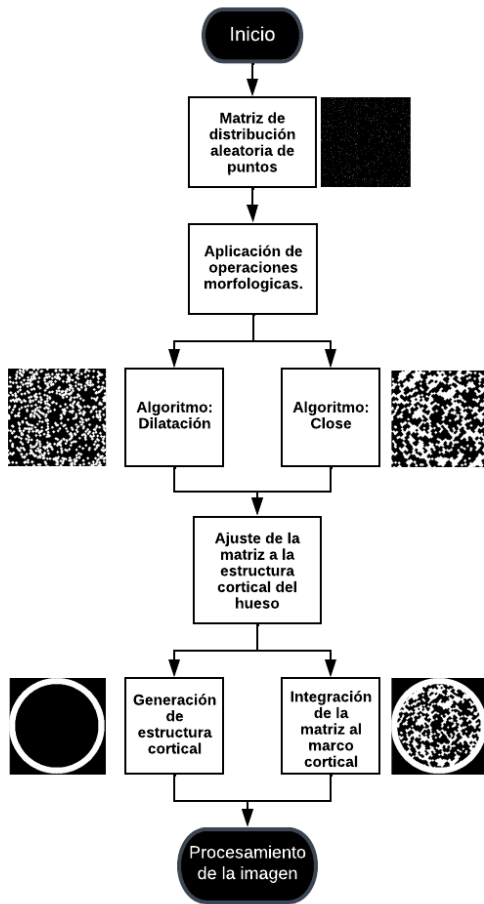 Inicio
Matriz de
distribución
aleatoria de
puntos
Aplicación de
operaciones
morfologicas.
Algoritmo:
Dilatación
Algoritmo:
Close
Ajuste de la
matriz a la
estructura
cortical del
hueso
Generación
de
estructura
cortical
Integración
de la
matriz al
marco
cortical
Procesamiento
de la imagen